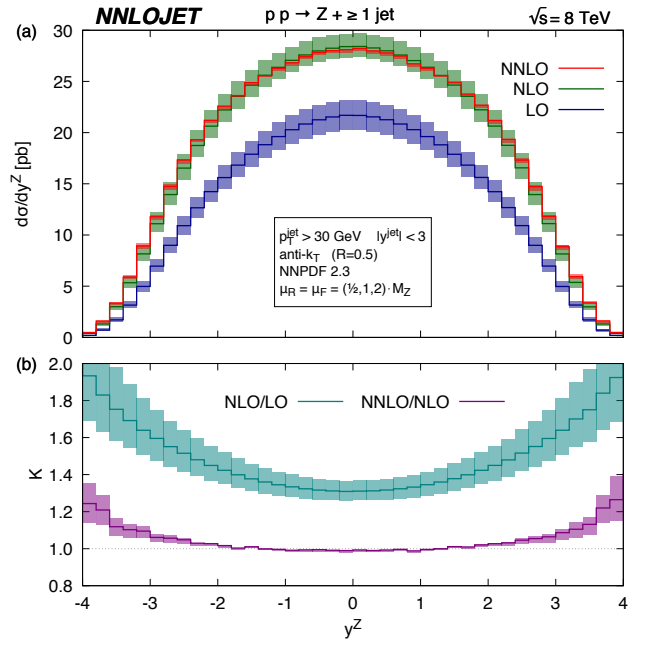 NNLOJET p p → Z + ≥ 1 jet √s = 8 TeV
(a)
30
25
20
15
10
5
0
dσ/dy^Z [pb]
NNLO
NLO
LO
p_T^jet > 30 GeV |y^jet| < 3
anti-k_T (R=0.5)
NNPDF 2.3
μ_R = μ_F = (½,1,2) · M_Z
(b)
2.0
1.8
1.6
1.4
1.2
1.0
0.8
K
NLO/LO NNLO/NLO
-4 -3 -2 -1 0 1 2 3 4
y^Z